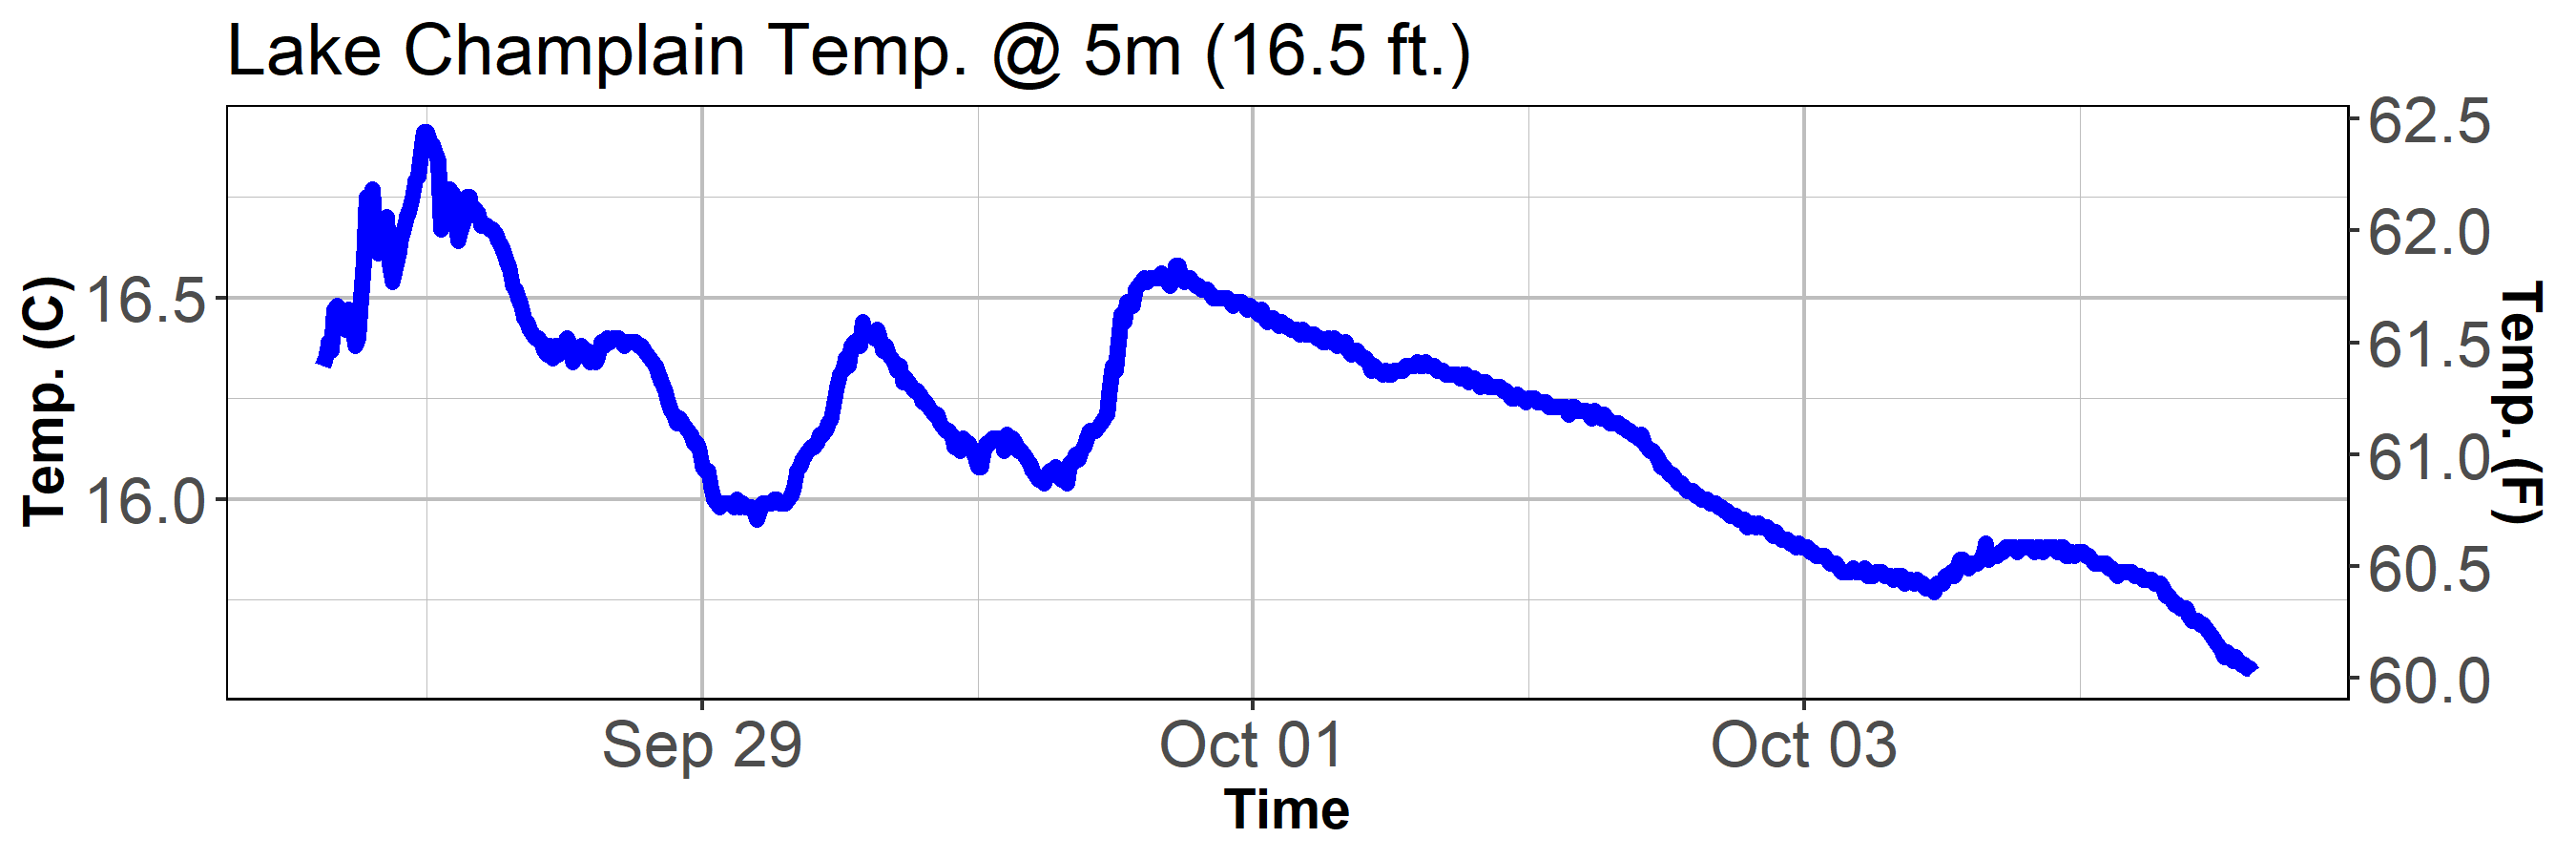 Lake Champlain Temp. @ 5m (16.5 ft.)
Temp. (C)
16.5
16.0
62.5
62.0
61.5
61.0
60.5
60.0
Temp. (F)
Sep 29
Oct 01
Oct 03
Time